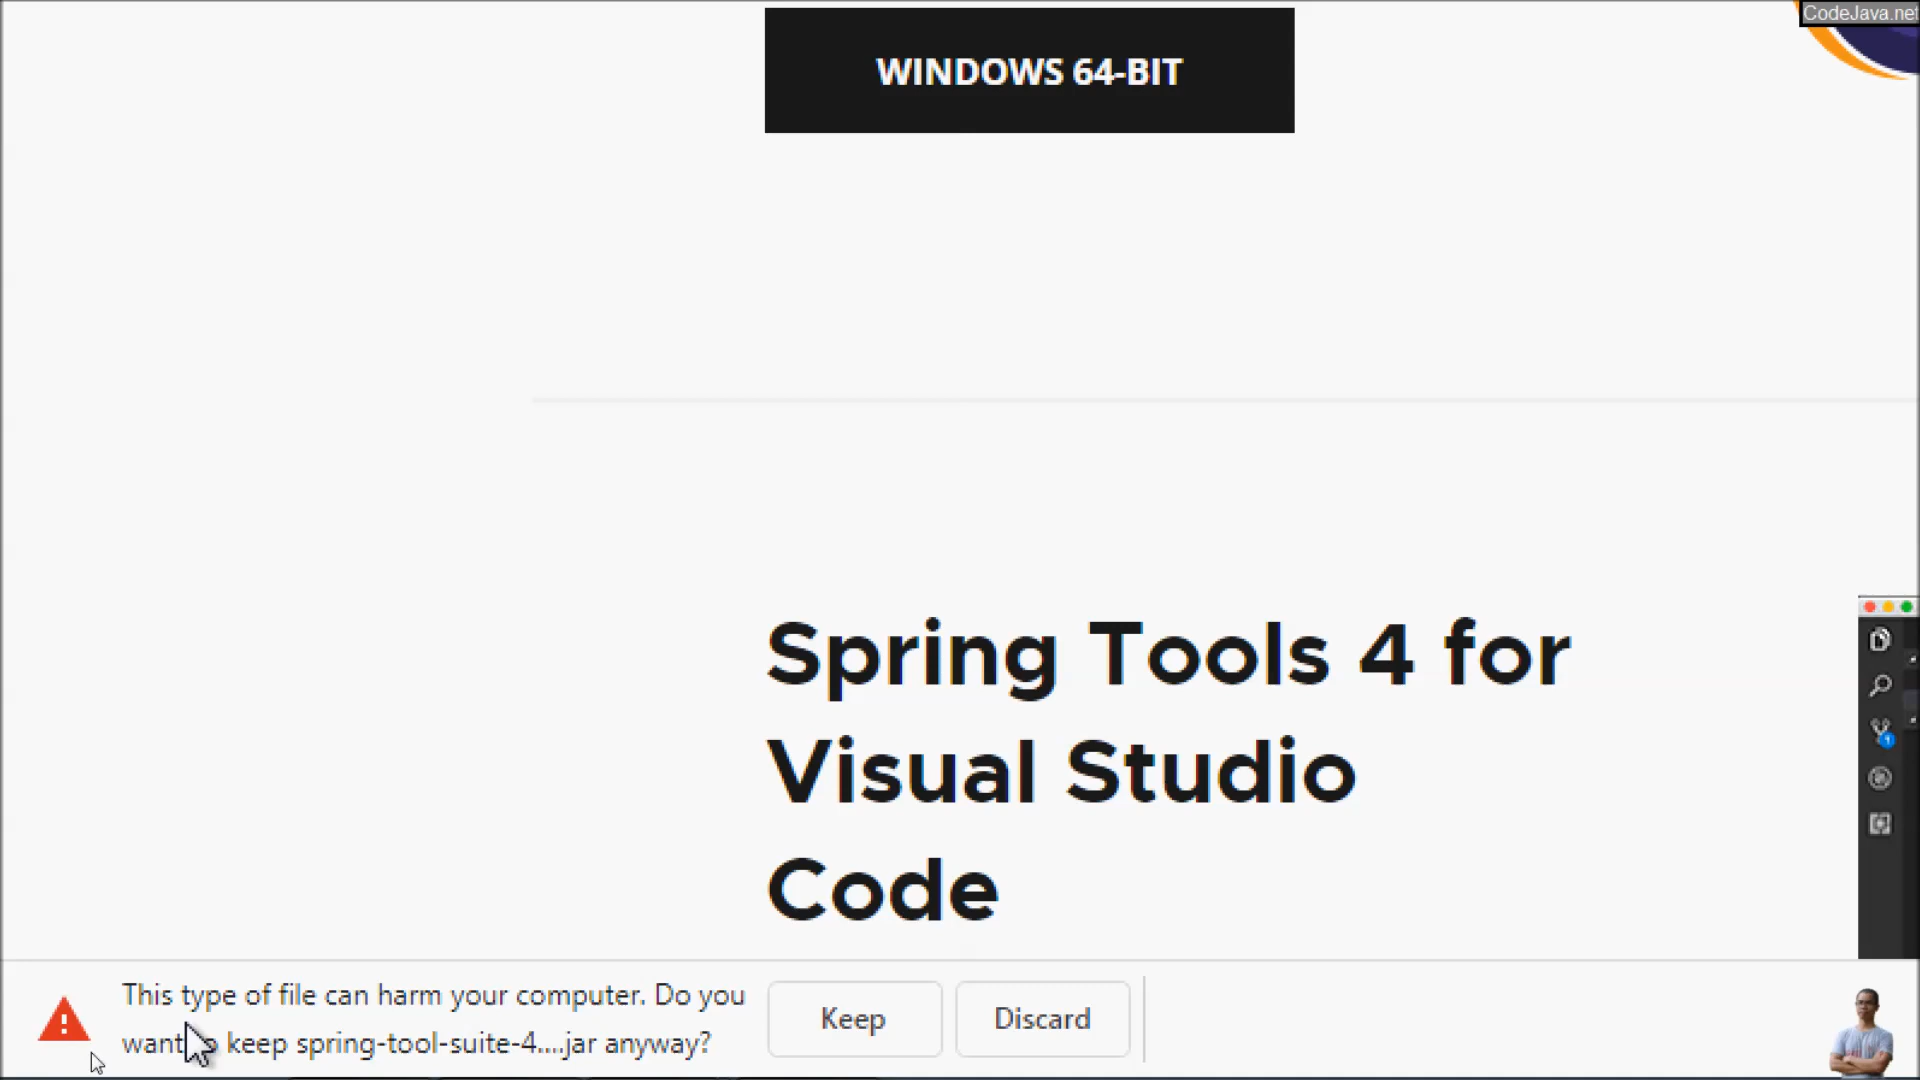 CodeJava.net
WINDOWS 64-BIT
Spring Tools 4 for
Visual Studio
Code
This type of file can harm your computer. Do you
want keep spring-tool-suite-4....jar anyway?
Keep
Discard